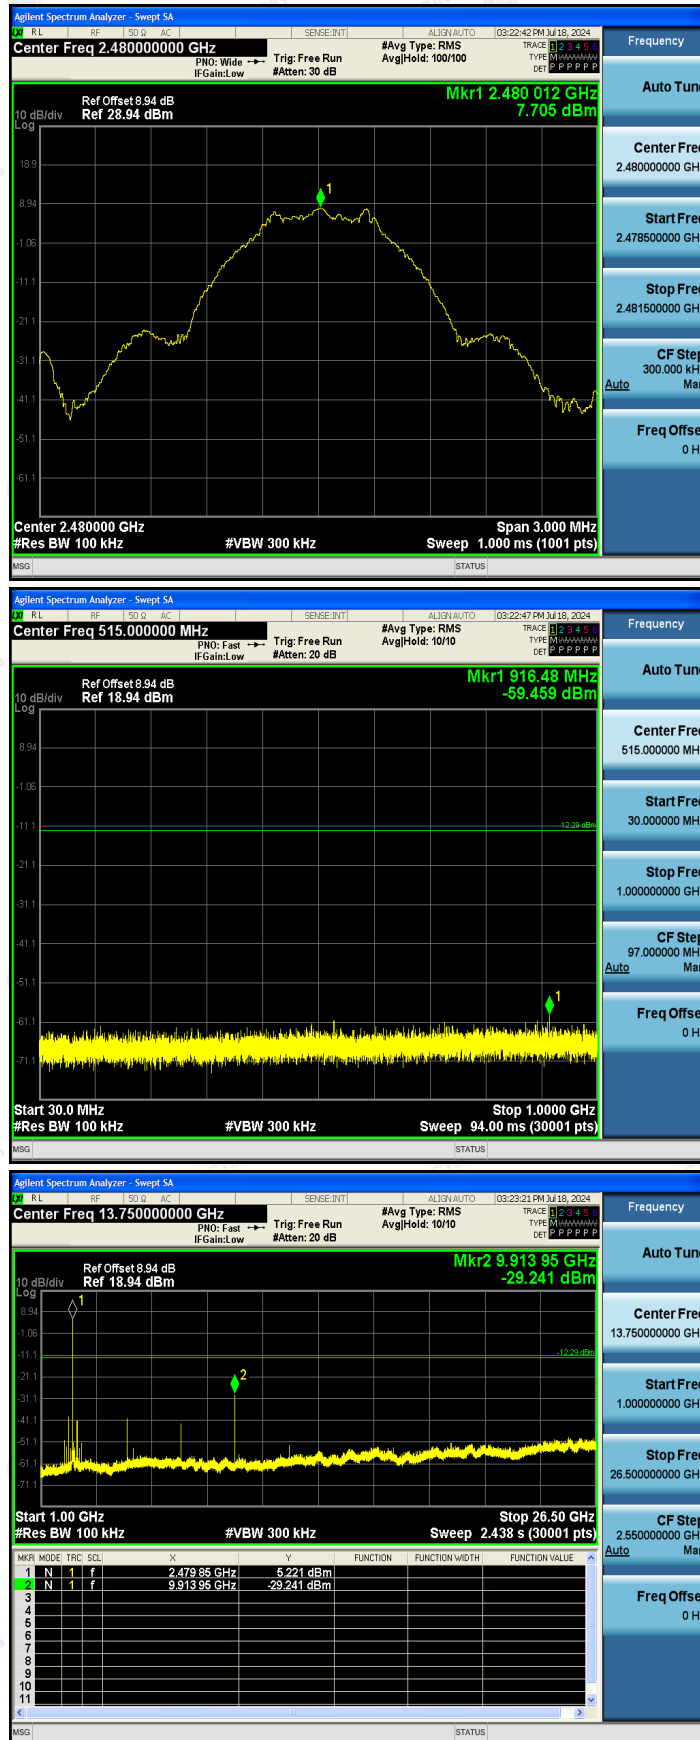 Agilent Spectrum Analyzer - Swept SA
LXI RL RF 50 Ω AC SENSE:INT ALIGNAUTO 03:22:42 PM Jul 18, 2024
Center Freq 2.480000000 GHz
PNO: Wide
IFGain:Low
Trig: Free Run
#Atten: 30 dB
#Avg Type: RMS
Avg|Hold: 100/100
TRACE 1 2 3 4 5 6
TYPE M
DET P P P P P P
Frequency
Ref Offset 8.94 dB
10 dB/div Ref 28.94 dBm
Log
Mkr1 2.480 012 GHz
7.705 dBm
18.9
8.94
-1.06
-11.1
-21.1
-31.1
-41.1
-51.1
-61.1
1
Center 2.480000 GHz
Span 3.000 MHz
#Res BW 100 kHz
#VBW 300 kHz
Sweep 1.000 ms (1001 pts)
MSG STATUS
Auto Tun
Center Fre
2.480000000 GH
Start Fre
2.478500000 GH
Stop Fre
2.481500000 GH
CF Ste
300.000 kH
Auto Ma
Freq Offse
0 H
Agilent Spectrum Analyzer - Swept SA
LXI RL RF 50 Ω AC SENSE:INT ALIGNAUTO 03:22:47 PM Jul 18, 2024
Center Freq 515.000000 MHz
PNO: Fast
IFGain:Low
Trig: Free Run
#Atten: 20 dB
#Avg Type: RMS
Avg|Hold: 10/10
TRACE 1 2 3 4 5 6
TYPE M
DET P P P P P P
Frequency
Ref Offset 8.94 dB
10 dB/div Ref 18.94 dBm
Log
Mkr1 916.48 MHz
-59.459 dBm
8.94
-1.06
-11.1
-21.1
-31.1
-41.1
-51.1
-61.1
-71.1
-12.29 dBm
1
Start 30.0 MHz
Stop 1.0000 GHz
#Res BW 100 kHz
#VBW 300 kHz
Sweep 94.00 ms (30001 pts)
MSG STATUS
Auto Tun
Center Fre
515.000000 MH
Start Fre
30.000000 MH
Stop Fre
1.000000000 GH
CF Ste
97.000000 MH
Auto Ma
Freq Offse
0 H
Agilent Spectrum Analyzer - Swept SA
LXI RL RF 50 Ω AC SENSE:INT ALIGNAUTO 03:23:21 PM Jul 18, 2024
Center Freq 13.750000000 GHz
PNO: Fast
IFGain:Low
Trig: Free Run
#Atten: 20 dB
#Avg Type: RMS
Avg|Hold: 10/10
TRACE 1 2 3 4 5 6
TYPE M
DET P P P P P P
Frequency
Ref Offset 8.94 dB
10 dB/div Ref 18.94 dBm
Log
Mkr2 9.913 95 GHz
-29.241 dBm
8.94
-1.06
-11.1
-21.1
-31.1
-41.1
-51.1
-61.1
-71.1
-12.29 dBm
1
2
Start 1.00 GHz
Stop 26.50 GHz
#Res BW 100 kHz
#VBW 300 kHz
Sweep 2.438 s (30001 pts)
MKR MODE TRC SCL X Y FUNCTION FUNCTION WIDTH FUNCTION VALUE
1 N 1 f 2.479 85 GHz 5.221 dBm
2 N 1 f 9.913 95 GHz -29.241 dBm
3
4
5
6
7
8
9
10
11
MSG STATUS
Auto Tun
Center Fre
13.750000000 GH
Start Fre
1.000000000 GH
Stop Fre
26.500000000 GH
CF Ste
2.550000000 GH
Auto Ma
Freq Offse
0 H